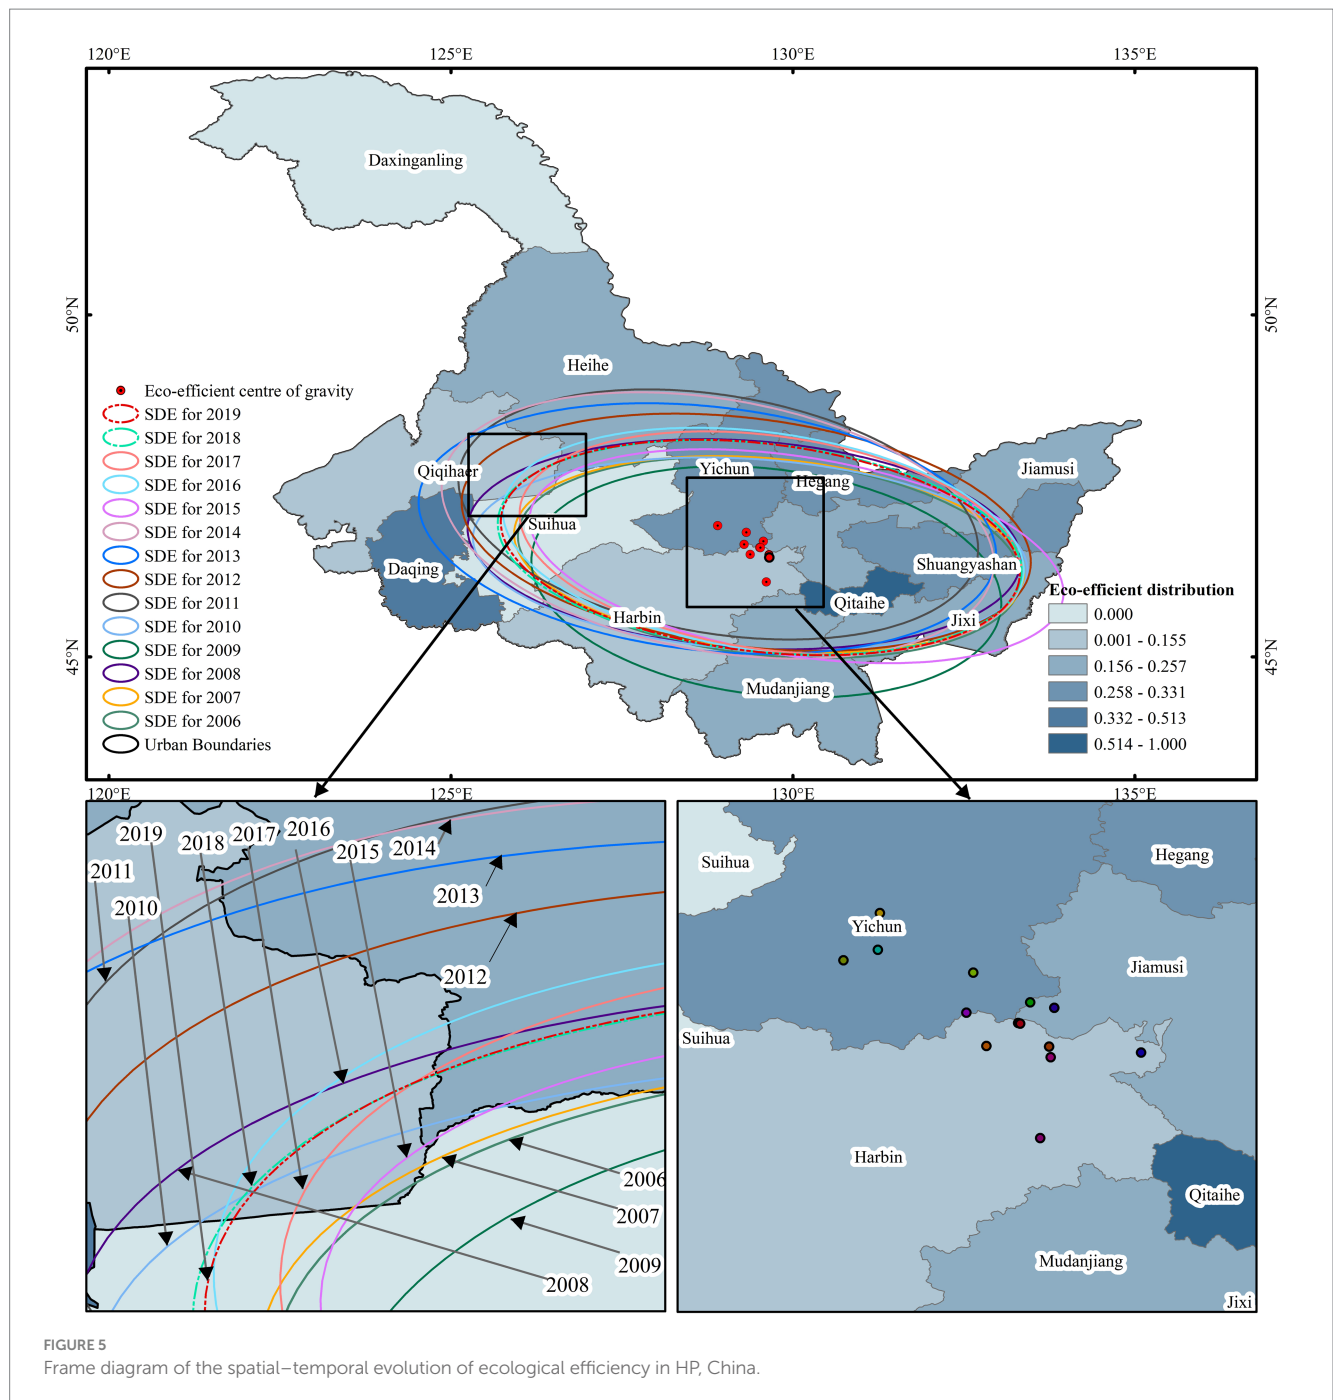 120°E 125°E 130°E 135°E
50°N 50°N
45°N 45°N
Daxinganling
Heihe
Qiqihaer
Yichun
Hegang
Jiamusi
Suihua
Daqing
Shuangyashan
Harbin
Qitaihe
Jixi
Mudanjiang
Eco-efficient centre of gravity
SDE for 2019
SDE for 2018
SDE for 2017
SDE for 2016
SDE for 2015
SDE for 2014
SDE for 2013
SDE for 2012
SDE for 2011
SDE for 2010
SDE for 2009
SDE for 2008
SDE for 2007
SDE for 2006
Urban Boundaries
Eco-efficient distribution
0.000
0.001 - 0.155
0.156 - 0.257
0.258 - 0.331
0.332 - 0.513
0.514 - 1.000
120°E 125°E 130°E 135°E
2019
2018
2017
2016
2015
2014
2011
2013
2010
2012
2006
2007
2009
2008
Suihua
Hegang
Yichun
Jiamusi
Suihua
Harbin
Qitaihe
Mudanjiang
Jixi
FIGURE 5
Frame diagram of the spatial–temporal evolution of ecological efficiency in HP, China.